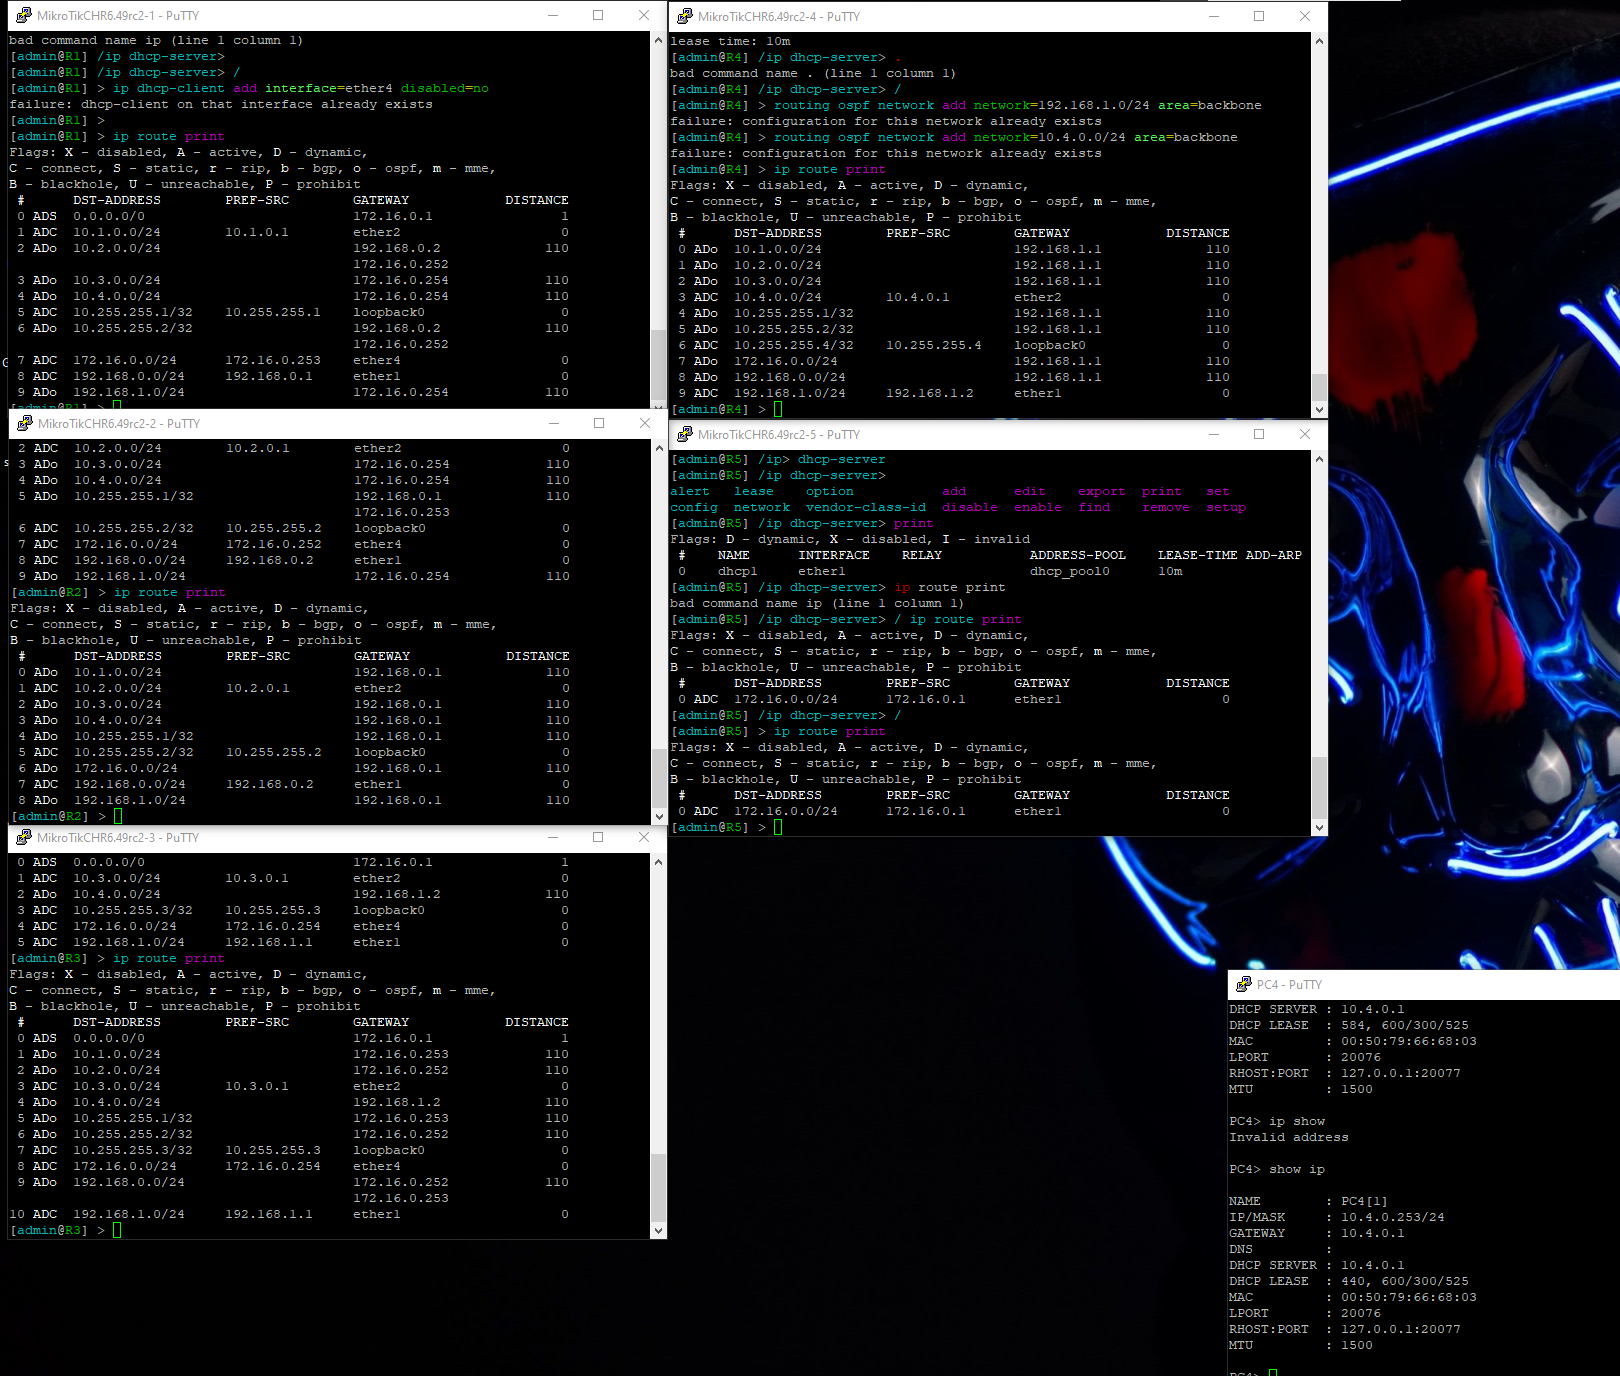 MikroTikCHR6.49rc2-1 - PuTTY
bad command name ip (line 1 column 1)
[admin@R1] /ip dhcp-server>
[admin@R1] /ip dhcp-server> /
[admin@R1] > ip dhcp-client add interface=ether4 disabled=no
failure: dhcp-client on that interface already exists
[admin@R1] >
[admin@R1] > ip route print
Flags: X - disabled, A - active, D - dynamic,
C - connect, S - static, r - rip, b - bgp, o - ospf, m - mme,
B - blackhole, U - unreachable, P - prohibit
 #      DST-ADDRESS        PREF-SRC        GATEWAY            DISTANCE
 0 ADS  0.0.0.0/0                          172.16.0.1                1
 1 ADC  10.1.0.0/24        10.1.0.1        ether2                    0
 2 ADo  10.2.0.0/24                        192.168.0.2             110
                                           172.16.0.252
 3 ADo  10.3.0.0/24                        172.16.0.254            110
 4 ADo  10.4.0.0/24                        172.16.0.254            110
 5 ADC  10.255.255.1/32    10.255.255.1    loopback0                 0
 6 ADo  10.255.255.2/32                    192.168.0.2             110
                                           172.16.0.252
 7 ADC  172.16.0.0/24      172.16.0.253    ether4                    0
 8 ADC  192.168.0.0/24     192.168.0.1     ether1                    0
 9 ADo  192.168.1.0/24                     172.16.0.254            110
[admin@R1] >
MikroTikCHR6.49rc2-2 - PuTTY
 2 ADC  10.2.0.0/24        10.2.0.1        ether2                    0
 3 ADo  10.3.0.0/24                        172.16.0.254            110
 4 ADo  10.4.0.0/24                        172.16.0.254            110
 5 ADo  10.255.255.1/32                    192.168.0.1             110
                                           172.16.0.253
 6 ADC  10.255.255.2/32    10.255.255.2    loopback0                 0
 7 ADC  172.16.0.0/24      172.16.0.252    ether4                    0
 8 ADC  192.168.0.0/24     192.168.0.2     ether1                    0
 9 ADo  192.168.1.0/24                     172.16.0.254            110
[admin@R2] > ip route print
Flags: X - disabled, A - active, D - dynamic,
C - connect, S - static, r - rip, b - bgp, o - ospf, m - mme,
B - blackhole, U - unreachable, P - prohibit
 #      DST-ADDRESS        PREF-SRC        GATEWAY            DISTANCE
 0 ADo  10.1.0.0/24                        192.168.0.1             110
 1 ADC  10.2.0.0/24        10.2.0.1        ether2                    0
 2 ADo  10.3.0.0/24                        192.168.0.1             110
 3 ADo  10.4.0.0/24                        192.168.0.1             110
 4 ADo  10.255.255.1/32                    192.168.0.1             110
 5 ADC  10.255.255.2/32    10.255.255.2    loopback0                 0
 6 ADo  172.16.0.0/24                      192.168.0.1             110
 7 ADC  192.168.0.0/24     192.168.0.2     ether1                    0
 8 ADo  192.168.1.0/24                     192.168.0.1             110
[admin@R2] >
MikroTikCHR6.49rc2-3 - PuTTY
 0 ADS  0.0.0.0/0                          172.16.0.1                1
 1 ADC  10.3.0.0/24        10.3.0.1        ether2                    0
 2 ADo  10.4.0.0/24                        192.168.1.2             110
 3 ADC  10.255.255.3/32    10.255.255.3    loopback0                 0
 4 ADC  172.16.0.0/24      172.16.0.254    ether4                    0
 5 ADC  192.168.1.0/24     192.168.1.1     ether1                    0
[admin@R3] > ip route print
Flags: X - disabled, A - active, D - dynamic,
C - connect, S - static, r - rip, b - bgp, o - ospf, m - mme,
B - blackhole, U - unreachable, P - prohibit
 #      DST-ADDRESS        PREF-SRC        GATEWAY            DISTANCE
 0 ADS  0.0.0.0/0                          172.16.0.1                1
 1 ADo  10.1.0.0/24                        172.16.0.253            110
 2 ADo  10.2.0.0/24                        172.16.0.252            110
 3 ADC  10.3.0.0/24        10.3.0.1        ether2                    0
 4 ADo  10.4.0.0/24                        192.168.1.2             110
 5 ADo  10.255.255.1/32                    172.16.0.253            110
 6 ADo  10.255.255.2/32                    172.16.0.252            110
 7 ADC  10.255.255.3/32    10.255.255.3    loopback0                 0
 8 ADC  172.16.0.0/24      172.16.0.254    ether4                    0
 9 ADo  192.168.0.0/24                     172.16.0.252            110
                                           172.16.0.253
10 ADC  192.168.1.0/24     192.168.1.1     ether1                    0
[admin@R3] >
MikroTikCHR6.49rc2-4 - PuTTY
lease time: 10m
[admin@R4] /ip dhcp-server> .
bad command name . (line 1 column 1)
[admin@R4] /ip dhcp-server> /
[admin@R4] > routing ospf network add network=192.168.1.0/24 area=backbone
failure: configuration for this network already exists
[admin@R4] > routing ospf network add network=10.4.0.0/24 area=backbone
failure: configuration for this network already exists
[admin@R4] > ip route print
Flags: X - disabled, A - active, D - dynamic,
C - connect, S - static, r - rip, b - bgp, o - ospf, m - mme,
B - blackhole, U - unreachable, P - prohibit
 #      DST-ADDRESS        PREF-SRC        GATEWAY            DISTANCE
 0 ADo  10.1.0.0/24                        192.168.1.1             110
 1 ADo  10.2.0.0/24                        192.168.1.1             110
 2 ADo  10.3.0.0/24                        192.168.1.1             110
 3 ADC  10.4.0.0/24        10.4.0.1        ether2                    0
 4 ADo  10.255.255.1/32                    192.168.1.1             110
 5 ADo  10.255.255.2/32                    192.168.1.1             110
 6 ADC  10.255.255.4/32    10.255.255.4    loopback0                 0
 7 ADo  172.16.0.0/24                      192.168.1.1             110
 8 ADo  192.168.0.0/24                     192.168.1.1             110
 9 ADC  192.168.1.0/24     192.168.1.2     ether1                    0
[admin@R4] >
MikroTikCHR6.49rc2-5 - PuTTY
[admin@R5] /ip> dhcp-server
[admin@R5] /ip dhcp-server>
alert   lease    option           add      edit    export  print   set
config  network  vendor-class-id  disable  enable  find    remove  setup
[admin@R5] /ip dhcp-server> print
Flags: D - dynamic, X - disabled, I - invalid
 #    NAME     INTERFACE    RELAY           ADDRESS-POOL    LEASE-TIME ADD-ARP
 0    dhcp1    ether1                       dhcp_pool0      10m
[admin@R5] /ip dhcp-server> ip route print
bad command name ip (line 1 column 1)
[admin@R5] /ip dhcp-server> / ip route print
Flags: X - disabled, A - active, D - dynamic,
C - connect, S - static, r - rip, b - bgp, o - ospf, m - mme,
B - blackhole, U - unreachable, P - prohibit
 #      DST-ADDRESS        PREF-SRC        GATEWAY            DISTANCE
 0 ADC  172.16.0.0/24      172.16.0.1      ether1                    0
[admin@R5] /ip dhcp-server> /
[admin@R5] > ip route print
Flags: X - disabled, A - active, D - dynamic,
C - connect, S - static, r - rip, b - bgp, o - ospf, m - mme,
B - blackhole, U - unreachable, P - prohibit
 #      DST-ADDRESS        PREF-SRC        GATEWAY            DISTANCE
 0 ADC  172.16.0.0/24      172.16.0.1      ether1                    0
[admin@R5] >
PC4 - PuTTY
DHCP SERVER : 10.4.0.1
DHCP LEASE  : 584, 600/300/525
MAC         : 00:50:79:66:68:03
LPORT       : 20076
RHOST:PORT  : 127.0.0.1:20077
MTU         : 1500
PC4> ip show
Invalid address
PC4> show ip
NAME        : PC4[1]
IP/MASK     : 10.4.0.253/24
GATEWAY     : 10.4.0.1
DNS         :
DHCP SERVER : 10.4.0.1
DHCP LEASE  : 440, 600/300/525
MAC         : 00:50:79:66:68:03
LPORT       : 20076
RHOST:PORT  : 127.0.0.1:20077
MTU         : 1500
PC4>